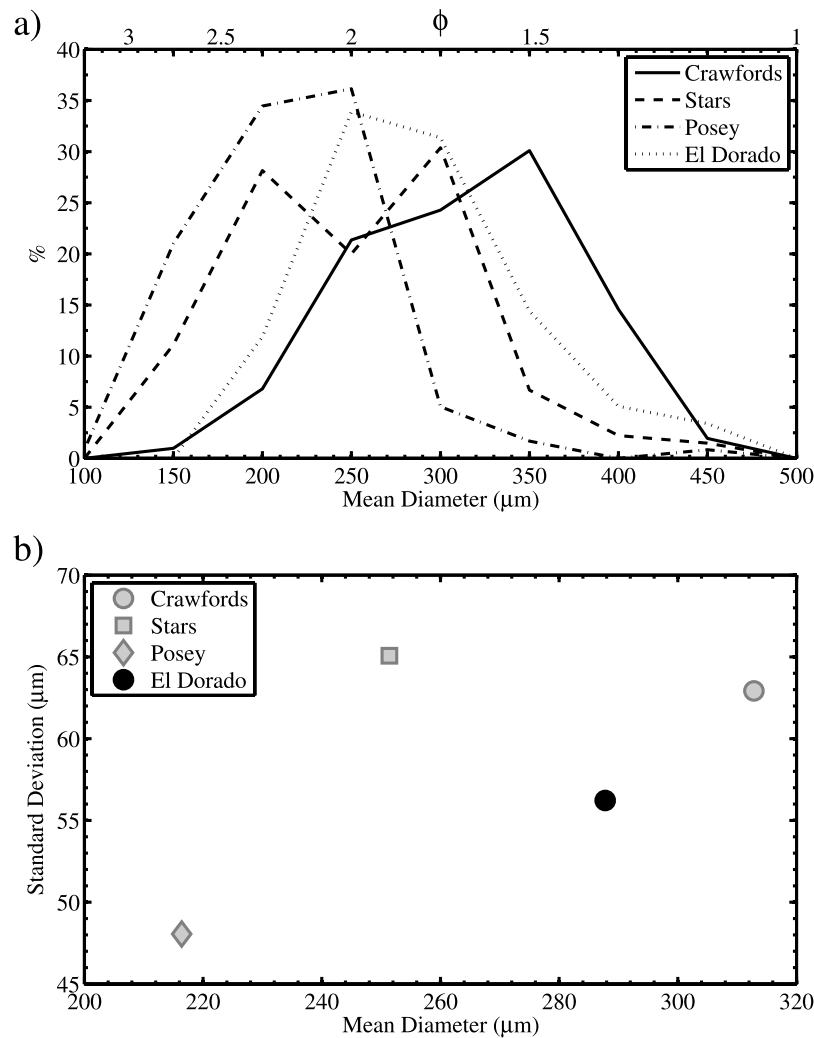 a)
3 2.5 2 ϕ 1.5 1
40
35
30
25
20
15
10
5
0
%
Crawfords
Stars
Posey
El Dorado
100 150 200 250 300 350 400 450 500
Mean Diameter (μm)
b)
70
65
60
55
50
45
Standard Deviation (μm)
Crawfords
Stars
Posey
El Dorado
200 220 240 260 280 300 320
Mean Diameter (μm)